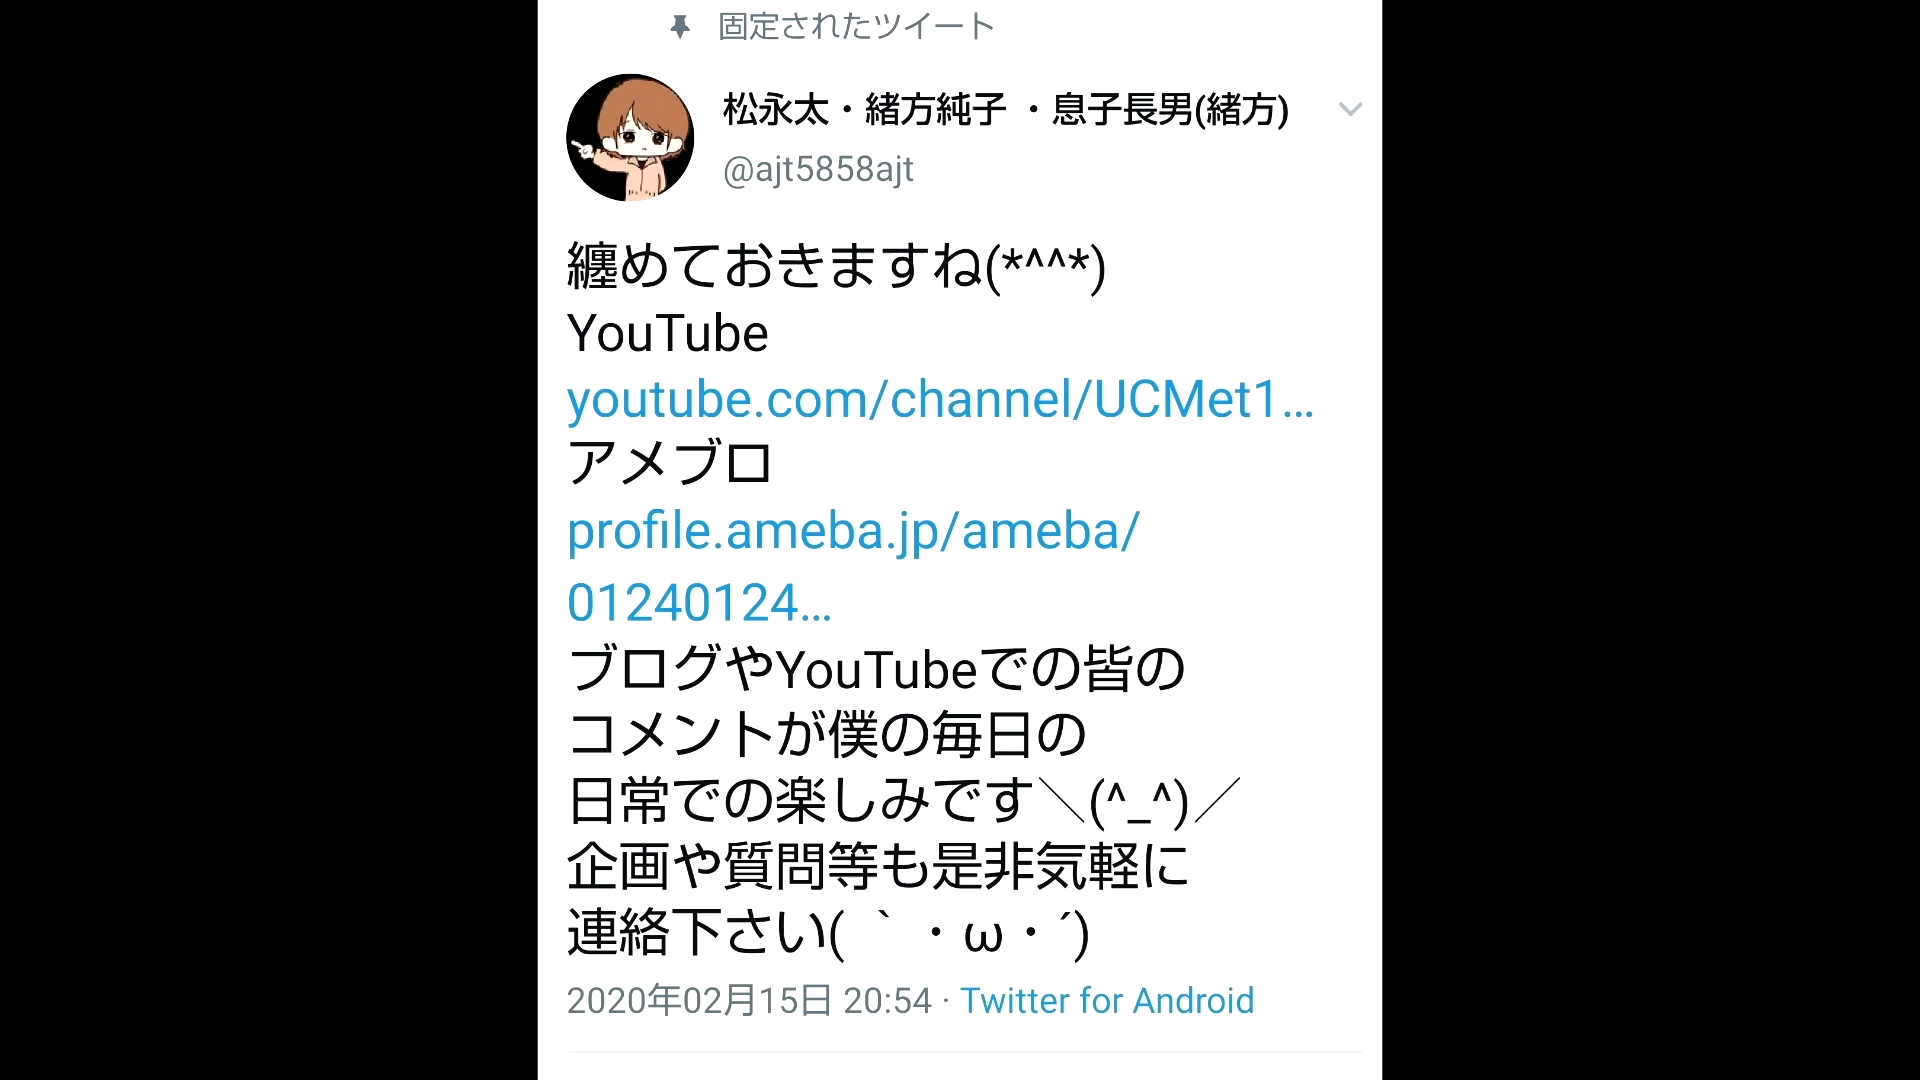 固定されたツイート
松永太・緒方純子 ・息子長男(緒方)
@ajt5858ajt
纏めておきますね(*^^*)
YouTube
youtube.com/channel/UCMet1…
アメブロ
profile.ameba.jp/ameba/
01240124…
ブログやYouTubeでの皆の
コメントが僕の毎日の
日常での楽しみです＼(^_^)／
企画や質問等も是非気軽に
連絡下さい( ｀・ω・´)
2020年02月15日 20:54 · Twitter for Android